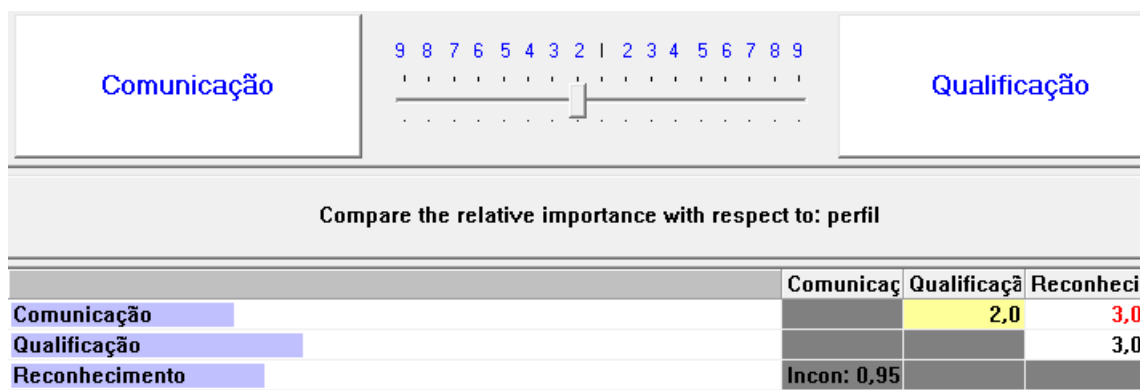 9 8 7 6 5 4 3 2 1 2 3 4 5 6 7 8 9
Comunicação
Qualificação
Compare the relative importance with respect to: perfil
Comunicaç Qualificaçã Reconheci
Comunicação 2,0 3,0
Qualificação 3,0
Reconhecimento Incon: 0,95